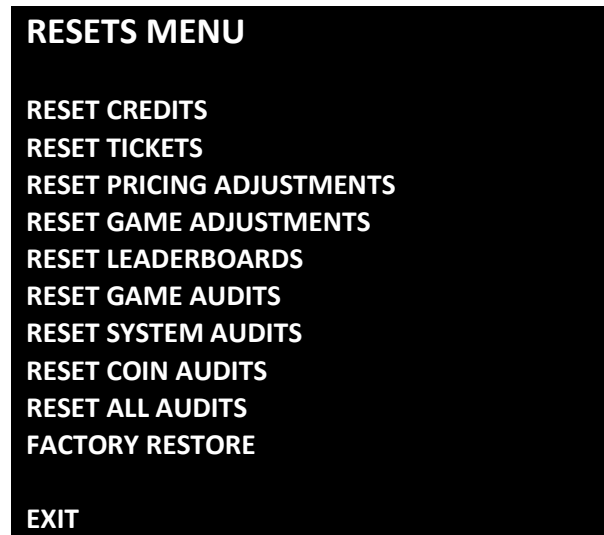 RESETS MENU
RESET CREDITS
RESET TICKETS
RESET PRICING ADJUSTMENTS
RESET GAME ADJUSTMENTS
RESET LEADERBOARDS
RESET GAME AUDITS
RESET SYSTEM AUDITS
RESET COIN AUDITS
RESET ALL AUDITS
FACTORY RESTORE
EXIT